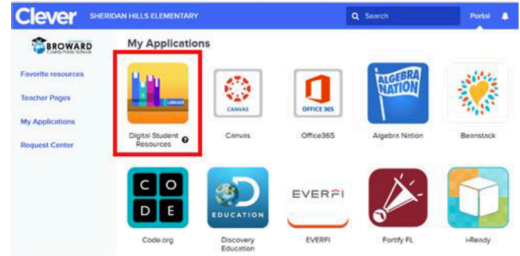 Clever SHERIDAN HILLS ELEMENTARY Search Portal
BROWARD
County Public Schools
My Applications
Favorite resources
Teacher Pages
My Applications
Request Center
LIBRARY
CANVAS
OFFICE 365
ALGEBRA
NATION
Digital Student
Resources
Canvas
Office365
Algebra Nation
Beanstack
C O
D E
EDUCATION
EVERFI
Code.org
Discovery
Education
EVERFI
Fortify FL
i-Ready